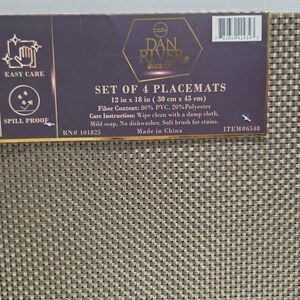 DAN
RIVER
EASY CARE
SPILL PROOF
SET OF 4 PLACEMATS
12 in x 18 in ( 30 cm x 45 cm)
Fiber Content: 80% PVC, 20%Polyester
Care Instruction: Wipe clean with a damp cloth,
Mild soap. No dishwasher, Soft brush for stains.
RN# 101825
Made in China
ITEM#6548